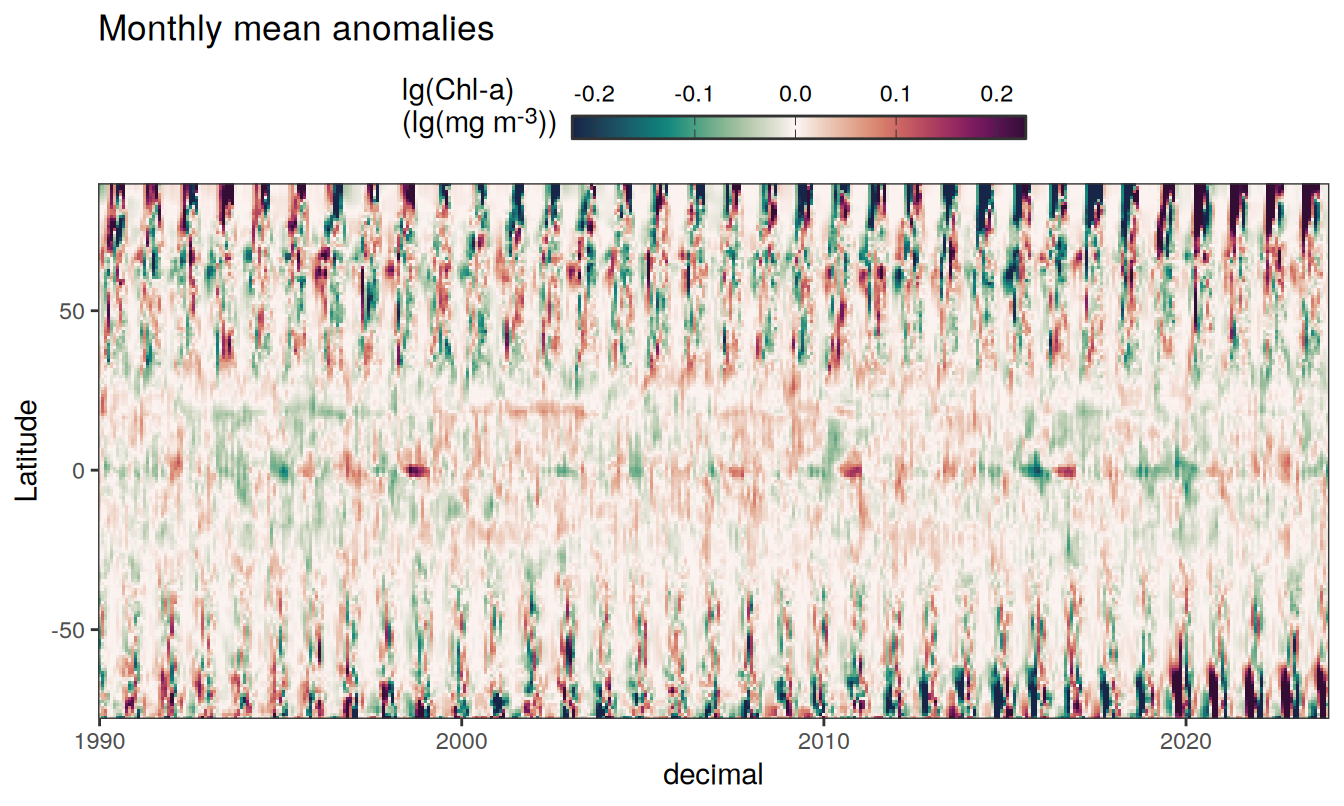 Monthly mean anomalies
lg(Chl-a)
(lg(mg m⁻³))
-0.2 -0.1 0.0 0.1 0.2
Latitude
50
0
-50
1990 2000 2010 2020
decimal